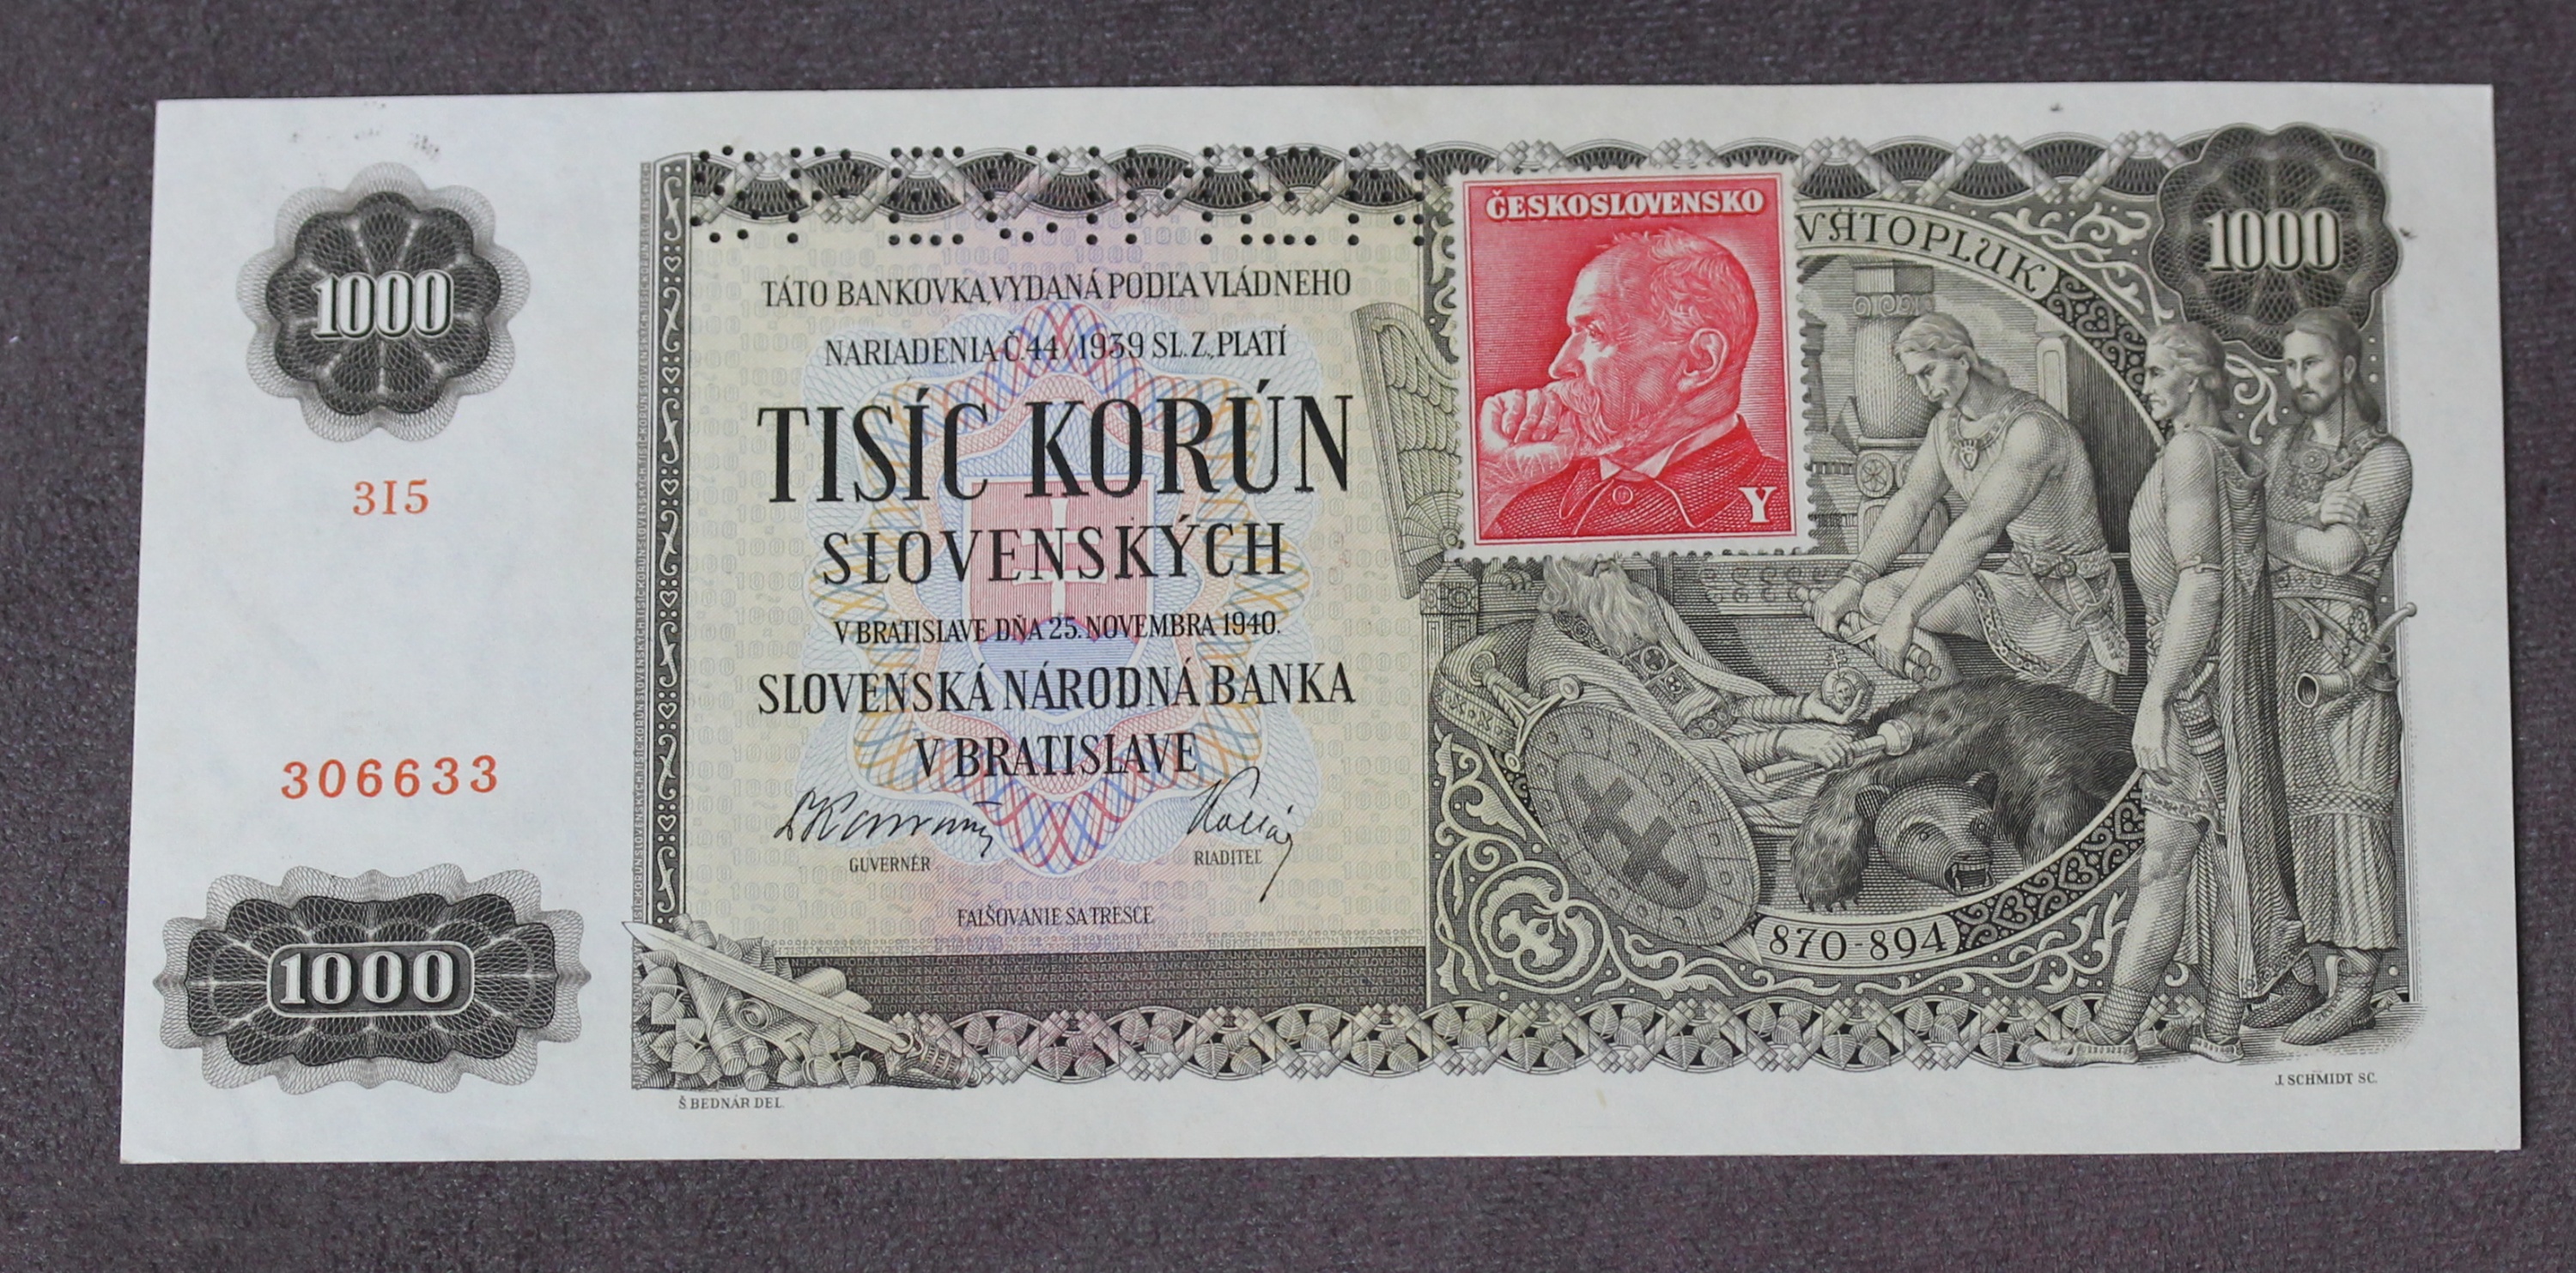 1000
315
306633
1000
TÁTO BANKOVKA, VYDANÁ PODĽA VLÁDNEHO
NARIADENIA Č. 44/1939 SL. Z., PLATÍ
TISÍC KORÚN
SLOVENSKÝCH
V BRATISLAVE DŇA 25. NOVEMBRA 1940.
SLOVENSKÁ NÁRODNÁ BANKA
V BRATISLAVE
GUVERNÉR
RIADITEĽ
FALŠOVANIE SA TRESCE
Š. BEDNÁR DEL.
ČESKOSLOVENSKO
Y
VÄTOPLUK
1000
870-894
J. SCHMIDT SC.